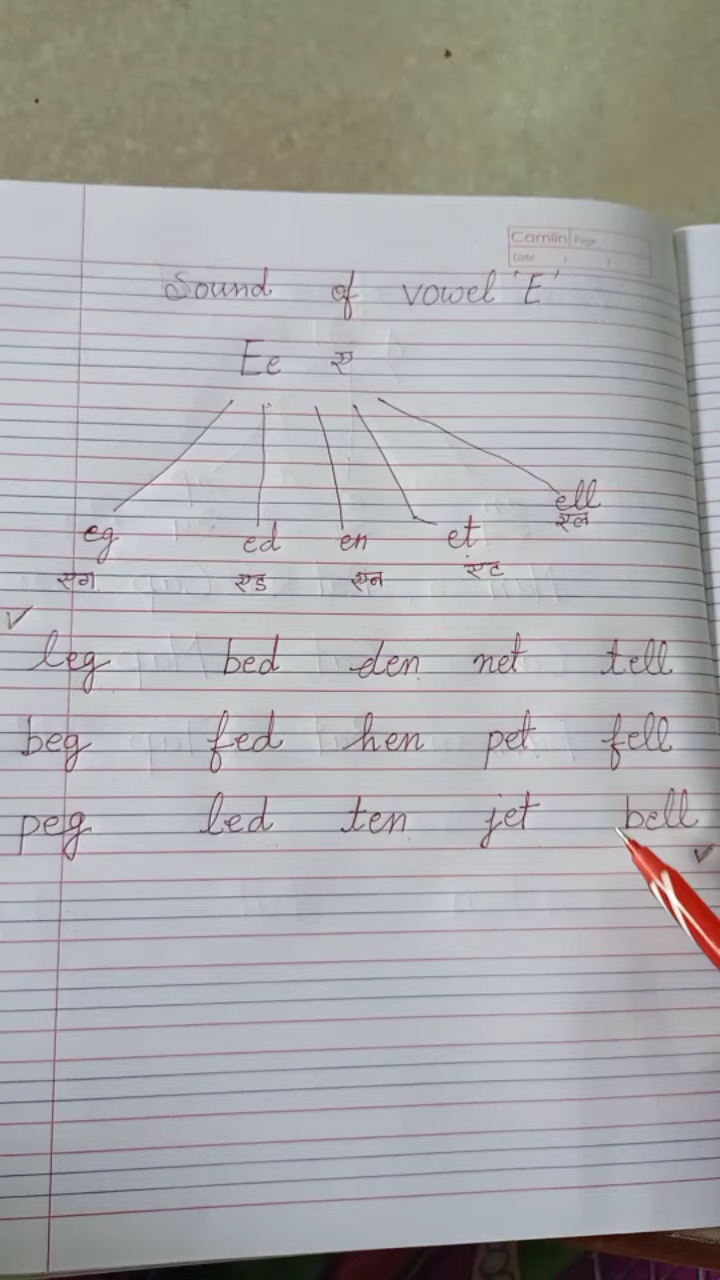 Camlin Page
Date / /
Sound of vowel 'E'
Ee ए
ell
eg ed en et
एल
एग एड एन एट
leg bed den net tell
beg fed hen pet fell
peg led ten jet bell